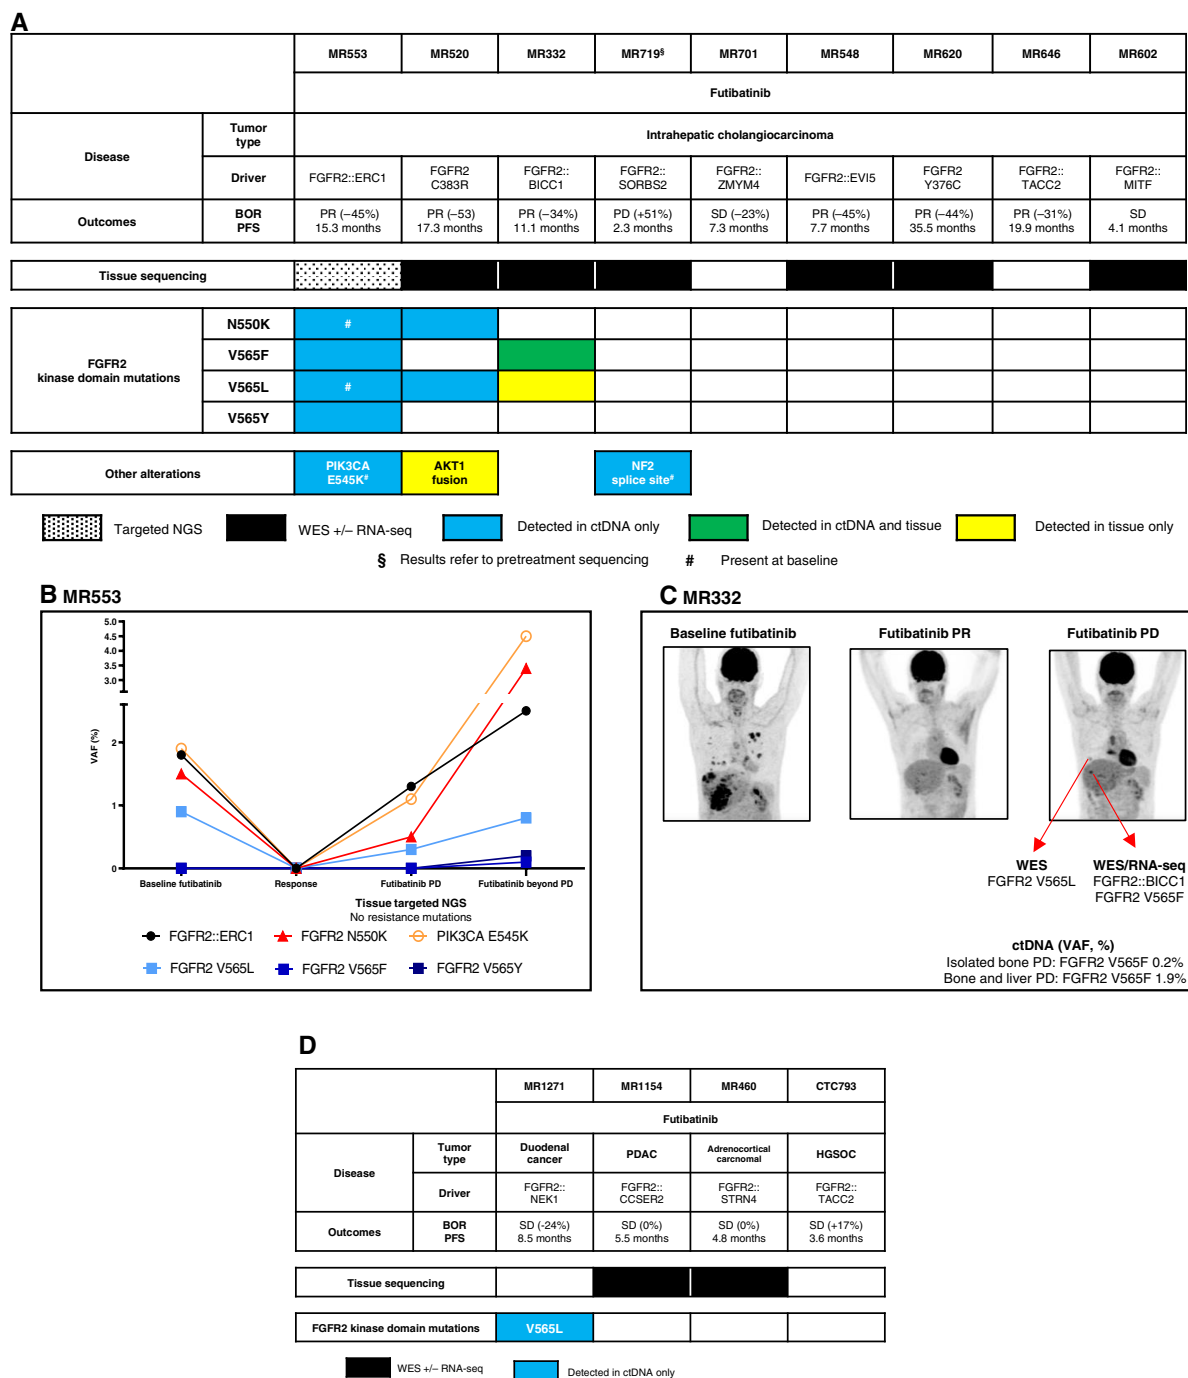 A
MR553 MR520 MR332 MR719§ MR701 MR548 MR620 MR646 MR602
Futibatinib
Disease
Tumor
type
Intrahepatic cholangiocarcinoma
Driver
FGFR2::ERC1
FGFR2
C383R
FGFR2::
BICC1
FGFR2::
SORBS2
FGFR2::
ZMYM4
FGFR2::EVI5
FGFR2
Y376C
FGFR2::
TACC2
FGFR2::
MITF
Outcomes
BOR
PFS
PR (–45%)
15.3 months
PR (–53)
17.3 months
PR (–34%)
11.1 months
PD (+51%)
2.3 months
SD (–23%)
7.3 months
PR (–45%)
7.7 months
PR (–44%)
35.5 months
PR (–31%)
19.9 months
SD
4.1 months
Tissue sequencing
FGFR2
kinase domain mutations
N550K #
V565F
V565L #
V565Y
Other alterations
PIK3CA
E545K#
AKT1
fusion
NF2
splice site#
Targeted NGS WES +/– RNA-seq Detected in ctDNA only Detected in ctDNA and tissue Detected in tissue only
§ Results refer to pretreatment sequencing # Present at baseline
B MR553
5.0
4.5
4.0
3.5
3.0
2
1
0
VAF (%)
Baseline futibatinib Response Futibatinib PD Futibatinib beyond PD
Tissue targeted NGS
No resistance mutations
FGFR2::ERC1 FGFR2 N550K PIK3CA E545K
FGFR2 V565L FGFR2 V565F FGFR2 V565Y
C MR332
Baseline futibatinib Futibatinib PR Futibatinib PD
WES
FGFR2 V565L
WES/RNA-seq
FGFR2::BICC1
FGFR2 V565F
ctDNA (VAF, %)
Isolated bone PD: FGFR2 V565F 0.2%
Bone and liver PD: FGFR2 V565F 1.9%
D
MR1271 MR1154 MR460 CTC793
Futibatinib
Disease
Tumor
type
Duodenal
cancer
PDAC
Adrenocortical
carcnomal
HGSOC
Driver
FGFR2::
NEK1
FGFR2::
CCSER2
FGFR2::
STRN4
FGFR2::
TACC2
Outcomes
BOR
PFS
SD (-24%)
8.5 months
SD (0%)
5.5 months
SD (0%)
4.8 months
SD (+17%)
3.6 months
Tissue sequencing
FGFR2 kinase domain mutations V565L
WES +/– RNA-seq Detected in ctDNA only